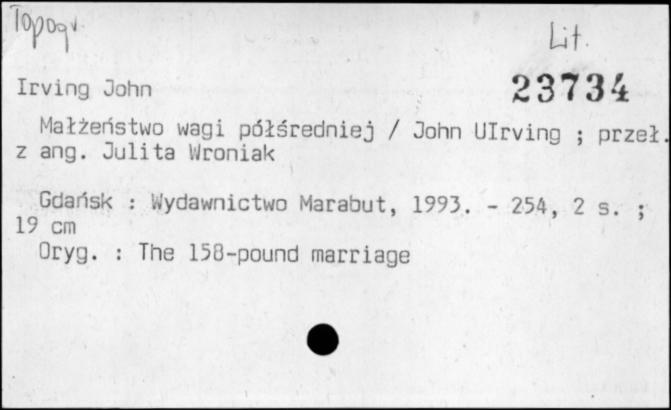 Topogr.
Lit.
23734
Irving John
Małżeństwo wagi półśredniej / John UIrving ; przeł.
z ang. Julita Wroniak
Gdańsk : Wydawnictwo Marabut, 1993. - 254, 2 s. ;
19 cm
Oryg. : The 158-pound marriage